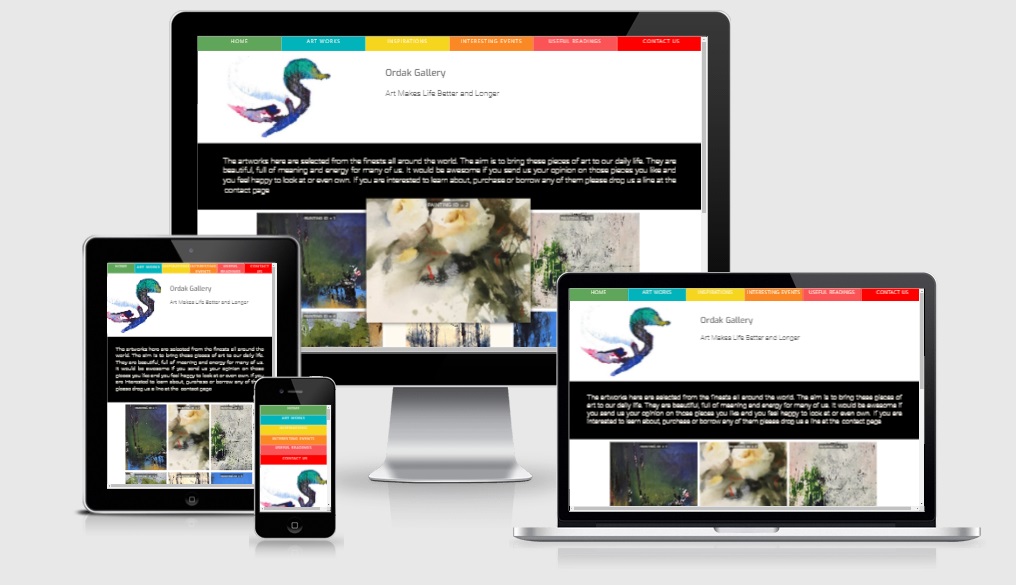 HOME ART WORKS INSPIRATIONS INTERESTING EVENTS USEFUL READINGS CONTACT US
Ordak Gallery
Art Makes Life Better and Longer
The artworks here are selected from the finests all around the world. The aim is to bring these pieces of art to our daily life. They are
beautiful, full of meaning and energy for many of us. It would be awesome if you send us your opinion on those pieces you like and
you feel happy to look at or even own. If you are interested to learn about, purchase or borrow any of them please drop us a line at the
contact page
PAINTING ID = 1 PAINTING ID = 2 PAINTING ID = 3
HOME ART WORKS INTERESTING EVENTS USEFUL READINGS CONTACT US
Ordak Gallery
Art Makes Life Better and Longer
The artworks here are selected from the finests all around the
world. The aim is to bring these pieces of art to our daily life.
They are beautiful, full of meaning and energy for many of us.
It would be awesome if you send us your opinion on those
pieces you like and you feel happy to look at or even own. If you
are interested to learn about, purchase or borrow any of them
please drop us a line at the contact page
HOME
ART WORKS
INTERESTING EVENTS
USEFUL READINGS
CONTACT US
HOME ART WORKS INSPIRATIONS INTERESTING EVENTS USEFUL READINGS CONTACT US
Ordak Gallery
Art Makes Life Better and Longer
The artworks here are selected from the finests all around the world. The aim is to bring these pieces of
art to our daily life. They are beautiful, full of meaning and energy for many of us. It would be awesome if
you send us your opinion on those pieces you like and you feel happy to look at or even own. If you are
interested to learn about, purchase or borrow any of them please drop us a line at the contact page